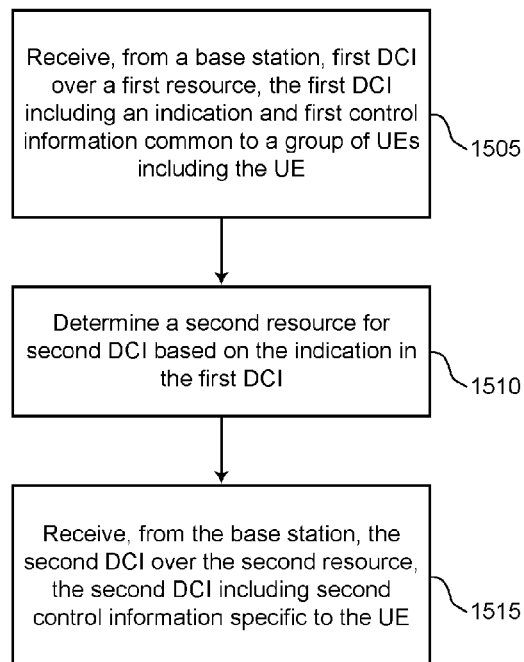 Receive, from a base station, first DCI
over a first resource, the first DCI
including an indication and first control
information common to a group of UEs
including the UE
1505
Determine a second resource for
second DCI based on the indication in
the first DCI
1510
Receive, from the base station, the
second DCI over the second resource,
the second DCI including second
control information specific to the UE
1515